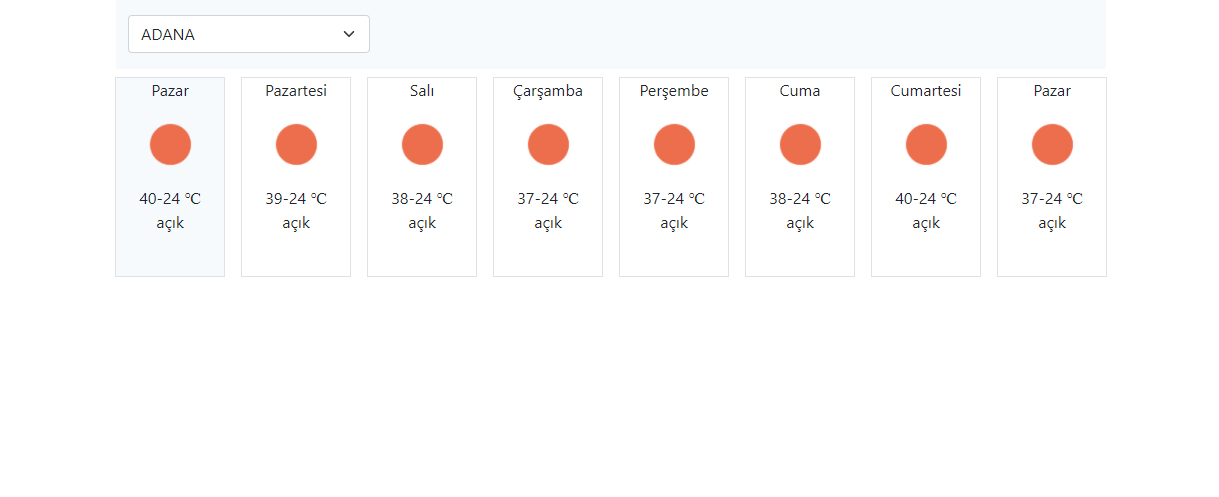 ADANA
Pazar
40-24 °C
açık
Pazartesi
39-24 °C
açık
Salı
38-24 °C
açık
Çarşamba
37-24 °C
açık
Perşembe
37-24 °C
açık
Cuma
38-24 °C
açık
Cumartesi
40-24 °C
açık
Pazar
37-24 °C
açık